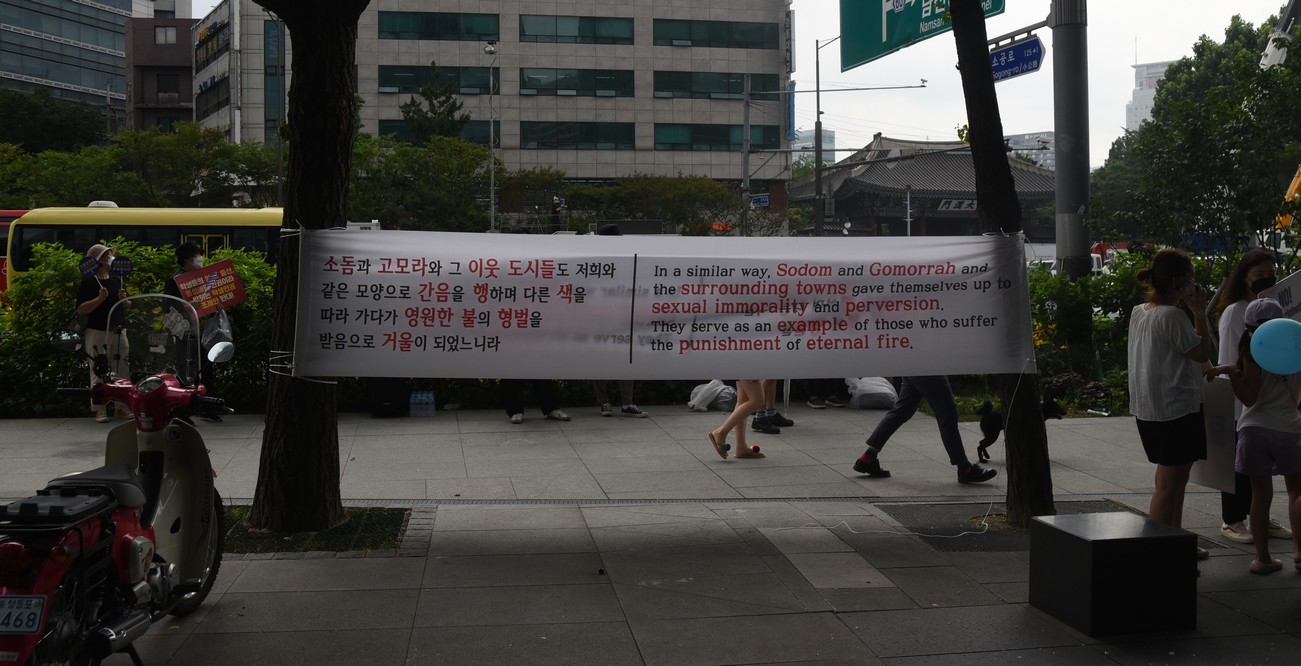 소돔과 고모라와 그 이웃 도시들도 저희와
같은 모양으로 간음을 행하며 다른 색을
따라 가다가 영원한 불의 형벌을
받음으로 거울이 되었느니라
In a similar way, Sodom and Gomorrah and
the surrounding towns gave themselves up to
sexual immorality and perversion.
They serve as an example of those who suffer
the punishment of eternal fire.
소공로
Sogong-ro
468